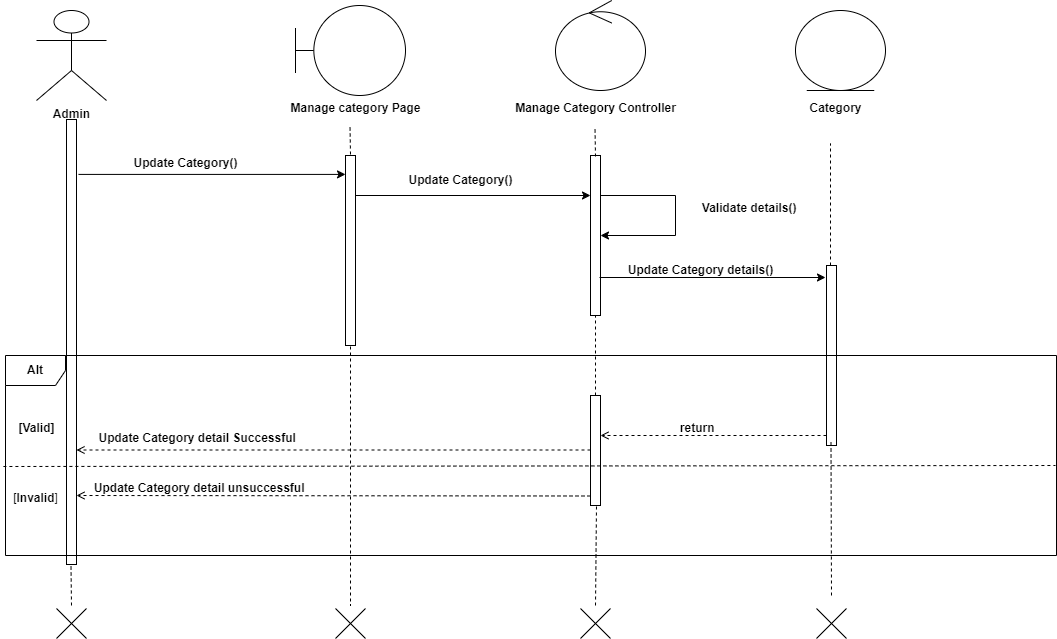 Admin
Manage category Page
Manage Category Controller
Category
Update Category()
Update Category()
Validate details()
Update Category details()
Alt
[Valid]
return
Update Category detail Successful
[Invalid]
Update Category detail unsuccessful